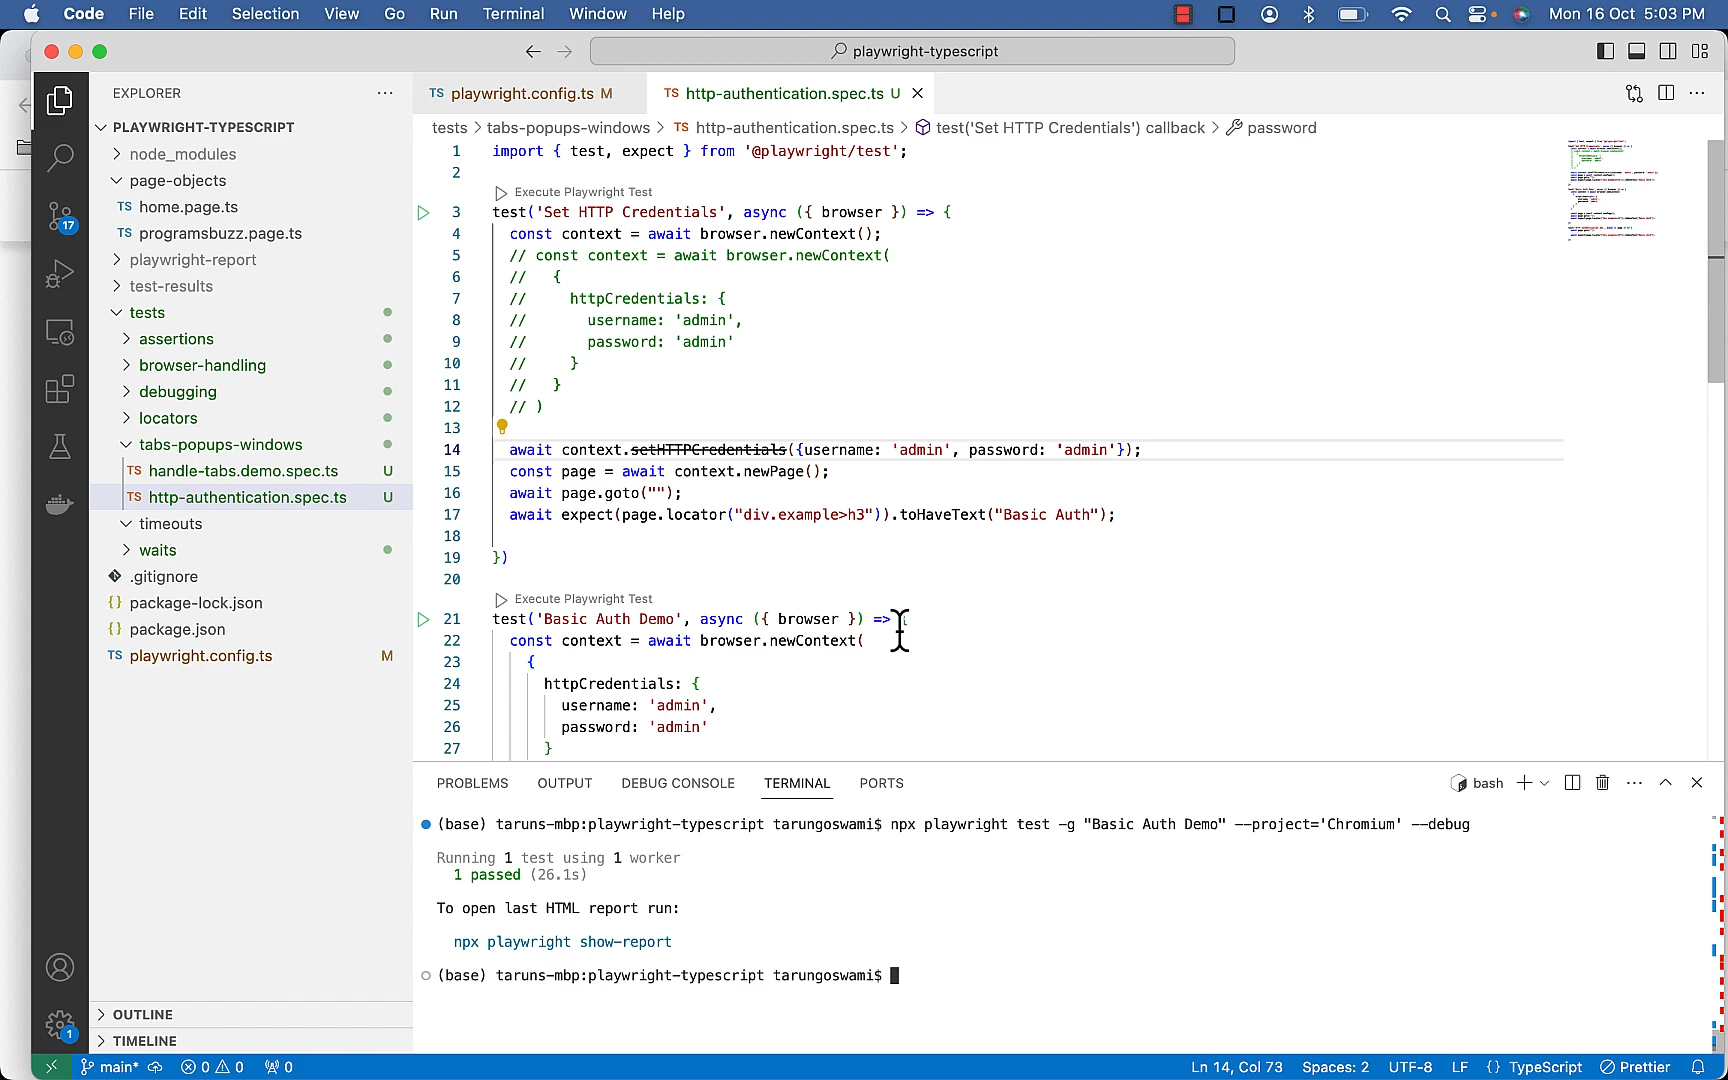 Code File Edit Selection View Go Run Terminal Window Help
Mon 16 Oct 5:03 PM
playwright-typescript
EXPLORER
PLAYWRIGHT-TYPESCRIPT
node_modules
page-objects
TS home.page.ts
TS programsbuzz.page.ts
playwright-report
test-results
tests
assertions
browser-handling
debugging
locators
tabs-popups-windows
TS handle-tabs.demo.spec.ts U
TS http-authentication.spec.ts U
timeouts
waits
.gitignore
{} package-lock.json
{} package.json
TS playwright.config.ts M
OUTLINE
TIMELINE
17
1
TS playwright.config.ts M
TS http-authentication.spec.ts U
tests > tabs-popups-windows > TS http-authentication.spec.ts > test('Set HTTP Credentials') callback > password
1 import { test, expect } from '@playwright/test';
2
Execute Playwright Test
3 test('Set HTTP Credentials', async ({ browser }) => {
4 const context = await browser.newContext();
5 // const context = await browser.newContext(
6 // {
7 // httpCredentials: {
8 // username: 'admin',
9 // password: 'admin'
10 // }
11 // }
12 // )
13
14 await context.setHTTPCredentials({username: 'admin', password: 'admin'});
15 const page = await context.newPage();
16 await page.goto("");
17 await expect(page.locator("div.example>h3")).toHaveText("Basic Auth");
18
19 })
20
Execute Playwright Test
21 test('Basic Auth Demo', async ({ browser }) => {
22 const context = await browser.newContext(
23 {
24 httpCredentials: {
25 username: 'admin',
26 password: 'admin'
27 }
PROBLEMS OUTPUT DEBUG CONSOLE TERMINAL PORTS
bash
(base) taruns-mbp:playwright-typescript tarungoswami$ npx playwright test -g "Basic Auth Demo" --project='Chromium' --debug
Running 1 test using 1 worker
1 passed (26.1s)
To open last HTML report run:
npx playwright show-report
(base) taruns-mbp:playwright-typescript tarungoswami$
main* 0 0 0
Ln 14, Col 73 Spaces: 2 UTF-8 LF {} TypeScript Prettier